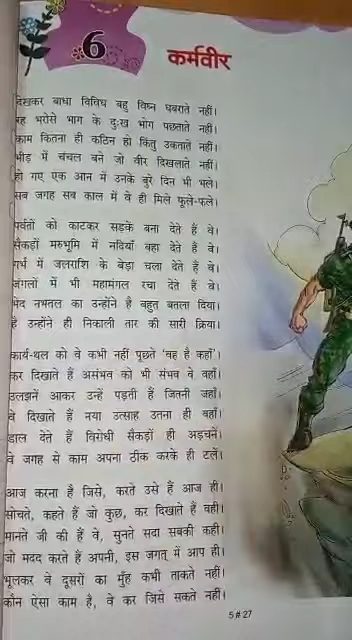 6
कर्मवीर
देखकर बाधा विविध बहु विघ्न घबराते नहीं।
रह भरोसे भाग के दुःख भोग पछताते नहीं।
काम कितना ही कठिन हो किंतु उकताते नहीं।
भीड़ में चंचल बने जो वीर दिखलाते नहीं।
हो गए एक आन में उनके बुरे दिन भी भले।
सब जगह सब काल में वे ही मिले फूले-फले।
पर्वतों को काटकर सड़कें बना देते हैं वे।
सैकड़ों मरुभूमि में नदियाँ बहा देते हैं वे।
गर्भ में जलराशि के बेड़ा चला देते हैं वे।
जंगलों में भी महामंगल रचा देते हैं वे।
भेद नभतल का उन्होंने है बहुत बतला दिया।
है उन्होंने ही निकाली तार की सारी क्रिया।
कार्य-थल को वे कभी नहीं पूछते 'वह है कहाँ'।
कर दिखाते हैं असंभव को भी संभव वे वहाँ।
उलझनें आकर उन्हें पड़ती हैं जितनी जहाँ।
वे दिखाते हैं नया उत्साह उतना ही वहाँ।
डाल देते हैं विरोधी सैकड़ों ही अड़चनें।
वे जगह से काम अपना ठीक करके ही टलें।
आज करना है जिसे, करते उसे हैं आज ही।
सोचते, कहते हैं जो कुछ, कर दिखाते हैं वही।
मानते जी की हैं वे, सुनते सदा सबकी कही।
जो मदद करते हैं अपनी, इस जगत् में आप ही।
भूलकर वे दूसरों का मुँह कभी ताकते नहीं।
कौन ऐसा काम है, वे कर जिसे सकते नहीं।
5#27